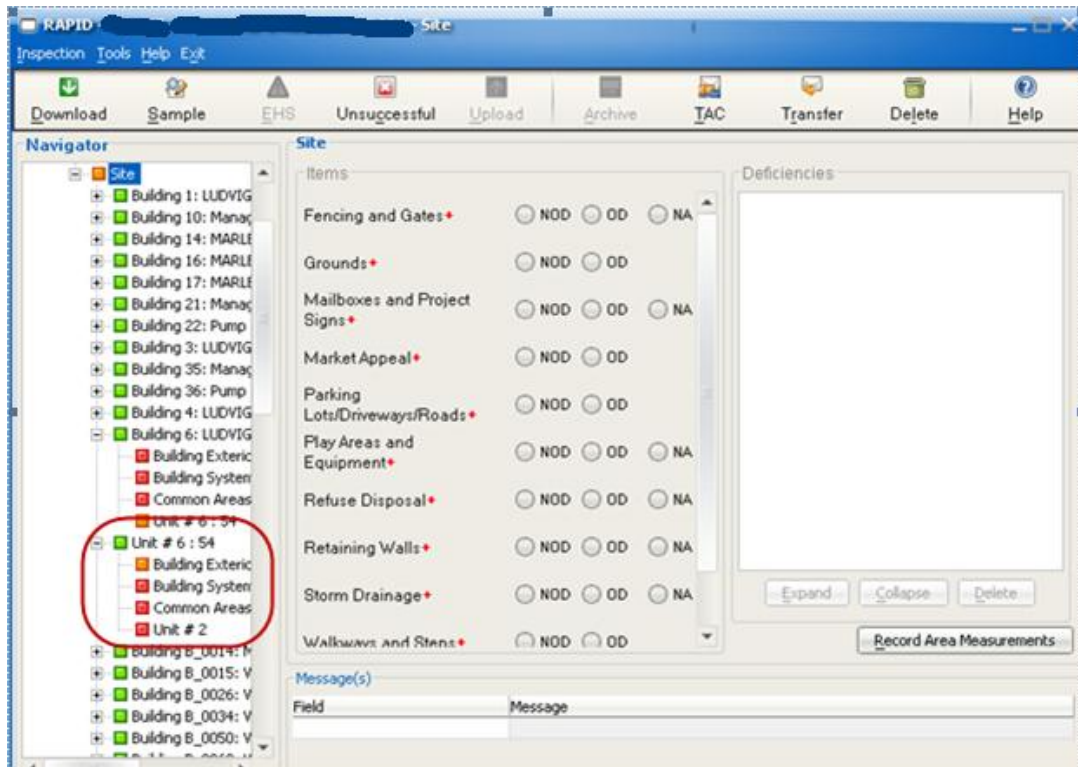 RAPID - Site
Inspection Tools Help Exit
Download Sample EHS Unsuccessful Upload Archive TAC Transfer Delete Help
Navigator
Site
Building 1: LUDVIG
Building 10: Manag
Building 14: MARLE
Building 16: MARLE
Building 17: MARLE
Building 21: Manag
Building 22: Pump
Building 3: LUDVIG
Building 35: Manag
Building 36: Pump
Building 4: LUDVIG
Building 6: LUDVIG
Building Exteric
Building System
Common Areas
Unit # 6 : 54
Unit # 6 : 54
Building Exteric
Building System
Common Areas
Unit # 2
Building B_0014: M
Building B_0015: V
Building B_0026: V
Building B_0034: V
Building B_0050: V
Site
Items
Fencing and Gates+ NOD OD NA
Grounds+ NOD OD
Mailboxes and Project
Signs+ NOD OD NA
Market Appeal+ NOD OD
Parking
Lots/Driveways/Roads+ NOD OD
Play Areas and
Equipment+ NOD OD NA
Refuse Disposal+ NOD OD NA
Retaining Walls+ NOD OD NA
Storm Drainage+ NOD OD NA
Walkways and Steps+ NOD OD
Deficiencies
Expand Collapse Delete
Record Area Measurements
Message(s)
Field Message